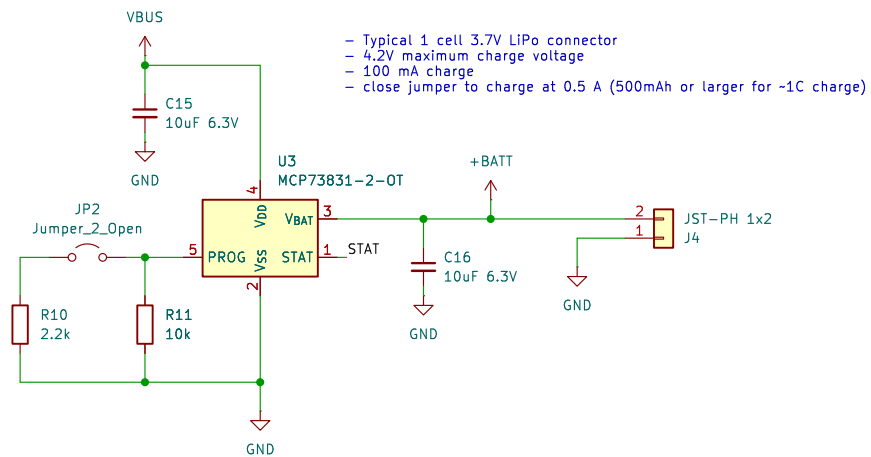 VBUS
- Typical 1 cell 3.7V LiPo connector
- 4.2V maximum charge voltage
- 100 mA charge
- close jumper to charge at 0.5 A (500mAh or larger for ~1C charge)
C15
10uF 6.3V
GND
U3
MCP73831-2-OT
+BATT
4
VDD
JP2
Jumper_2_Open
VBAT
3
2
JST-PH 1x2
1
J4
5
PROG
VSS
STAT
1
STAT
C16
10uF 6.3V
2
GND
R10
2.2k
R11
10k
GND
GND